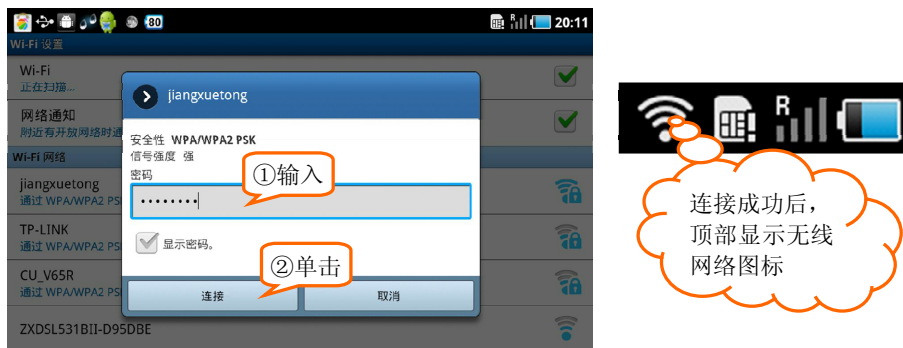 80
R
20:11
Wi-Fi 设置
Wi-Fi
正在扫描...
网络通知
附近有开放网络时通
Wi-Fi 网络
jiangxuetong
通过 WPA/WPA2 PS
TP-LINK
通过 WPA/WPA2 PS
CU_V65R
通过 WPA/WPA2 PS
ZXDSL531BII-D95DBE
jiangxuetong
安全性 WPA/WPA2 PSK
信号强度 强
密码
①输入
••••••••
显示密码。
②单击
连接
取消
R
连接成功后，
顶部显示无线
网络图标